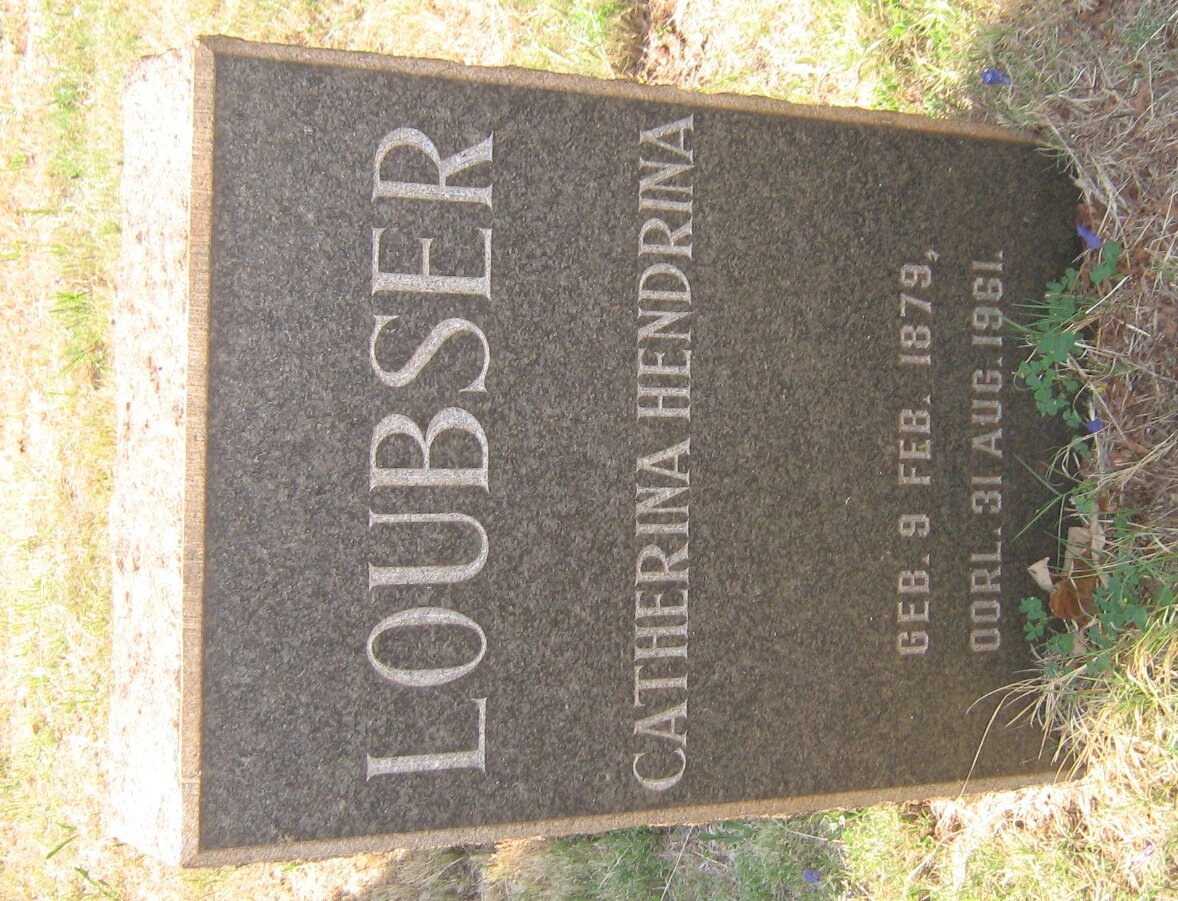 LOUBSER
CATHERINA HENDRINA
GEB. 9 FEB. 1879,
OORL. 31 AUG. 1961.